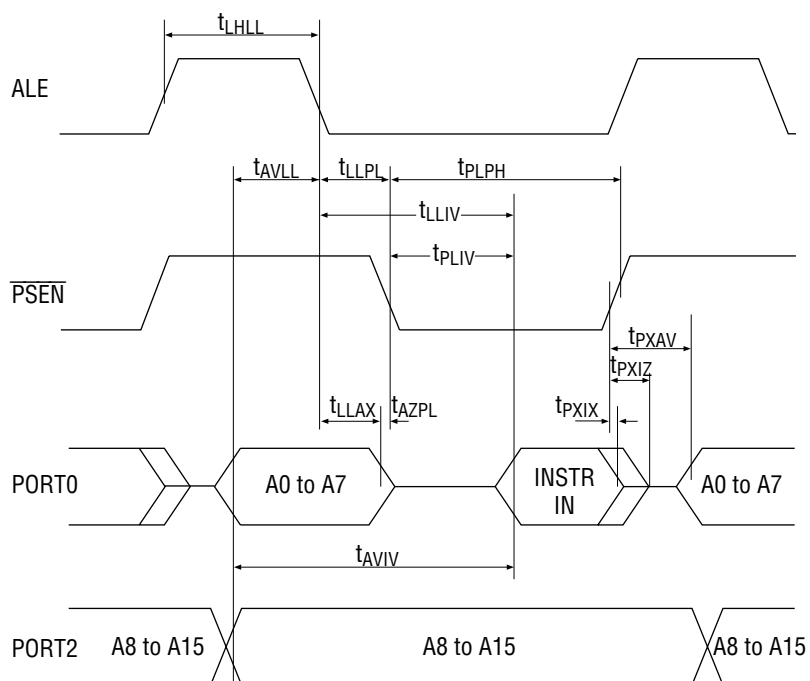 tLHLL
ALE
tAVLL tLLPL tPLPH
tLLIV
PSEN
tPLIV
tPXAV
tPXIZ
tLLAX tAZPL tPXIX
PORT0 A0 to A7 INSTR IN A0 to A7
tAVIV
PORT2 A8 to A15 A8 to A15 A8 to A15